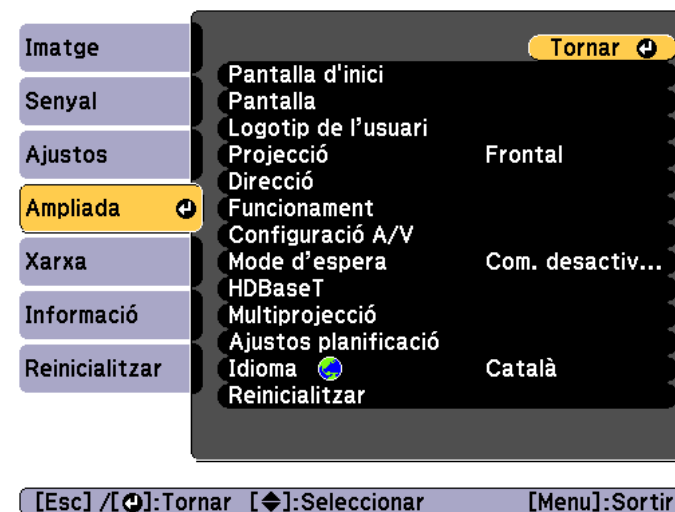 Imatge
Senyal
Ajustos
Ampliada
Xarxa
Informació
Reinicialitzar
Tornar
Pantalla d'inici
Pantalla
Logotip de l’usuari
Projecció Frontal
Direcció
Funcionament
Configuració A/V
Mode d’espera Com. desactiv...
HDBaseT
Multiprojecció
Ajustos planificació
Idioma Català
Reinicialitzar
[Esc] /[⏎]:Tornar [◆]:Seleccionar [Menu]:Sortir